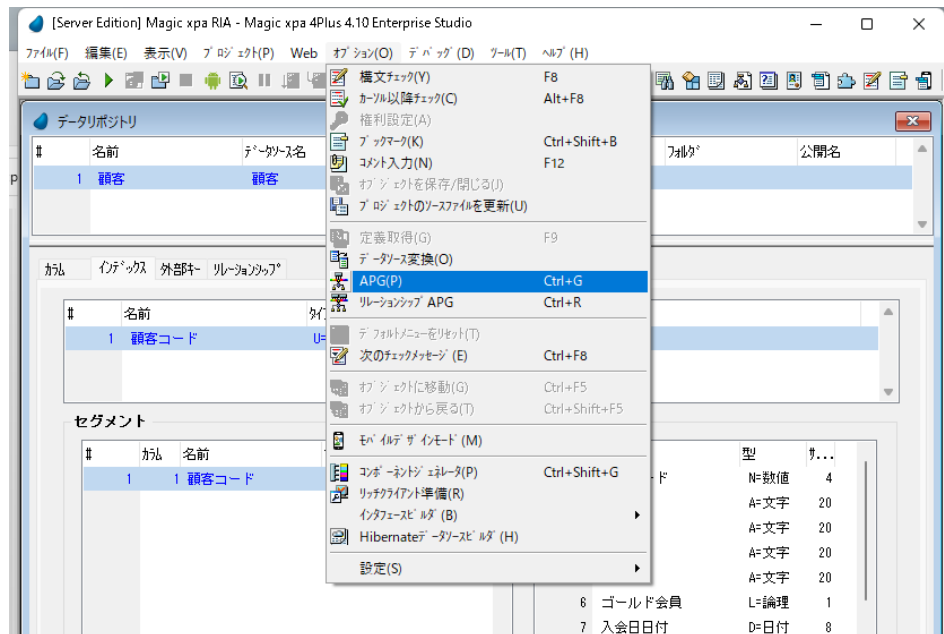 [Server Edition] Magic xpa RIA - Magic xpa 4Plus 4.10 Enterprise Studio
ﾌｧｲﾙ(F) 編集(E) 表示(V) ﾌﾟﾛｼﾞｪｸﾄ(P) Web ｵﾌﾟｼｮﾝ(O) ﾃﾞﾊﾞｯｸﾞ(D) ﾂｰﾙ(T) ﾍﾙﾌﾟ(H)
データリポジトリ
# 名前 ﾃﾞｰﾀｿｰｽ名 ﾌｫﾙﾀﾞ 公開名
1 顧客 顧客
ｶﾗﾑ ｲﾝﾃﾞｯｸｽ 外部ｷｰ ﾘﾚｰｼｮﾝｼｯﾌﾟ
# 名前
1 顧客コード U=
セグメント
# ｶﾗﾑ 名前
1 1 顧客コード
構文ﾁｪｯｸ(Y) F8
ｶｰｿﾙ以降ﾁｪｯｸ(C) Alt+F8
権利設定(A)
ﾌﾞｯｸﾏｰｸ(K) Ctrl+Shift+B
ｺﾒﾝﾄ入力(N) F12
ｵﾌﾞｼﾞｪｸﾄを保存/閉じる(J)
ﾌﾟﾛｼﾞｪｸﾄのｿｰｽﾌｧｲﾙを更新(U)
定義取得(G) F9
ﾃﾞｰﾀｿｰｽ変換(O)
APG(P) Ctrl+G
ﾘﾚｰｼｮﾝｼｯﾌﾟ APG Ctrl+R
ﾃﾞﾌｫﾙﾄﾒﾆｭｰをﾘｾｯﾄ(T)
次のﾁｪｯｸﾒｯｾｰｼﾞ(E) Ctrl+F8
ｵﾌﾞｼﾞｪｸﾄに移動(G) Ctrl+F5
ｵﾌﾞｼﾞｪｸﾄから戻る(T) Ctrl+Shift+F5
ﾓﾊﾞｲﾙﾃﾞｻﾞｲﾝﾓｰﾄﾞ(M)
ｺﾝﾎﾟｰﾈﾝﾄｼﾞｪﾈﾚｰﾀ(P) Ctrl+Shift+G
ﾘｯﾁｸﾗｲｱﾝﾄ準備(R)
ｲﾝﾀﾌｪｰｽﾋﾞﾙﾀﾞ(B)
Hibernateﾃﾞｰﾀｿｰｽﾋﾞﾙﾀﾞ(H)
設定(S)
型 ｻ...
ド N=数値 4
A=文字 20
A=文字 20
A=文字 20
A=文字 20
6 ゴールド会員 L=論理 1
7 入会日日付 D=日付 8